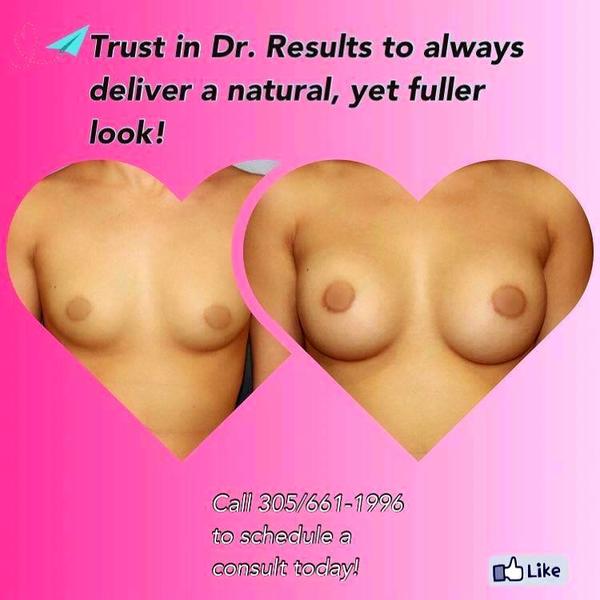 Trust in Dr. Results to always
deliver a natural, yet fuller
look!
Call 305/661-1996
to schedule a
consult today!
Like